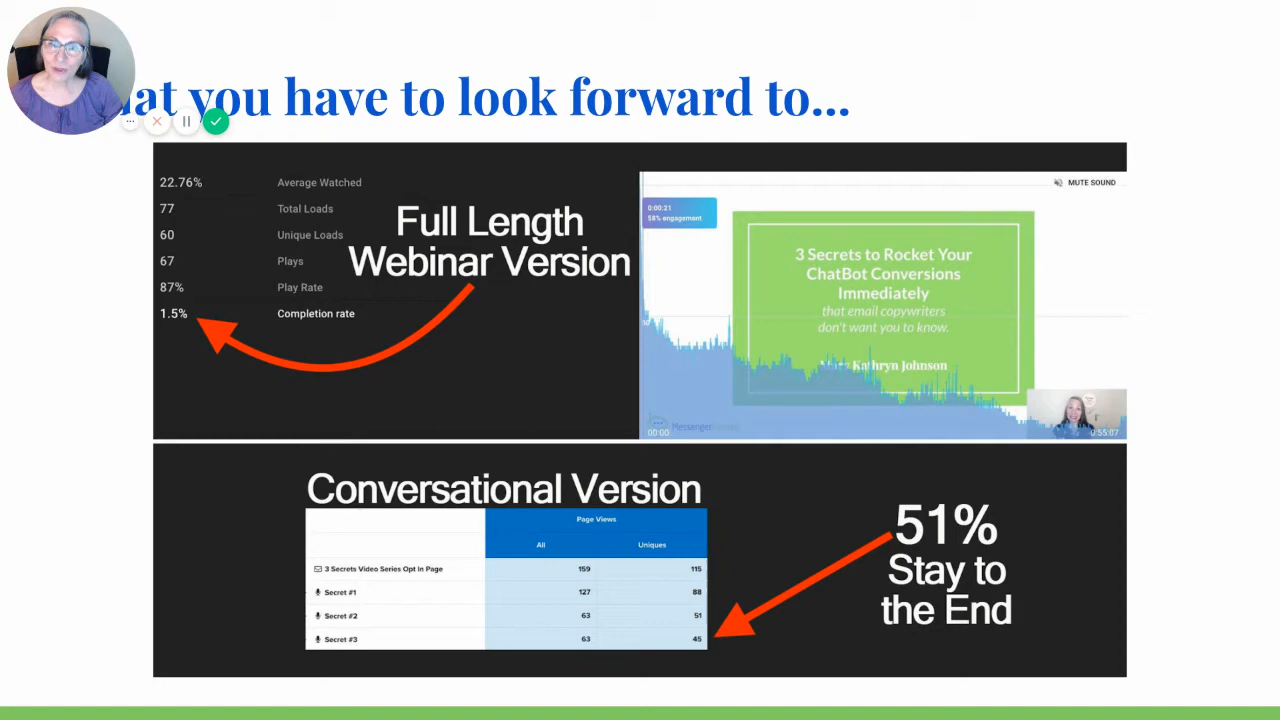 at you have to look forward to...
22.76% Average Watched
77 Total Loads
60 Unique Loads
67 Plays
87% Play Rate
1.5% Completion rate
Full Length
Webinar Version
MUTE SOUND
0:00:21
58% engagement
3 Secrets to Rocket Your
ChatBot Conversions
Immediately
that email copywriters
don't want you to know.
Kathryn Johnson
00:00
0:55:07
Conversational Version
Page Views
All Uniques
3 Secrets Video Series Opt In Page 159 115
Secret #1 127 88
Secret #2 63 51
Secret #3 63 45
51%
Stay to
the End